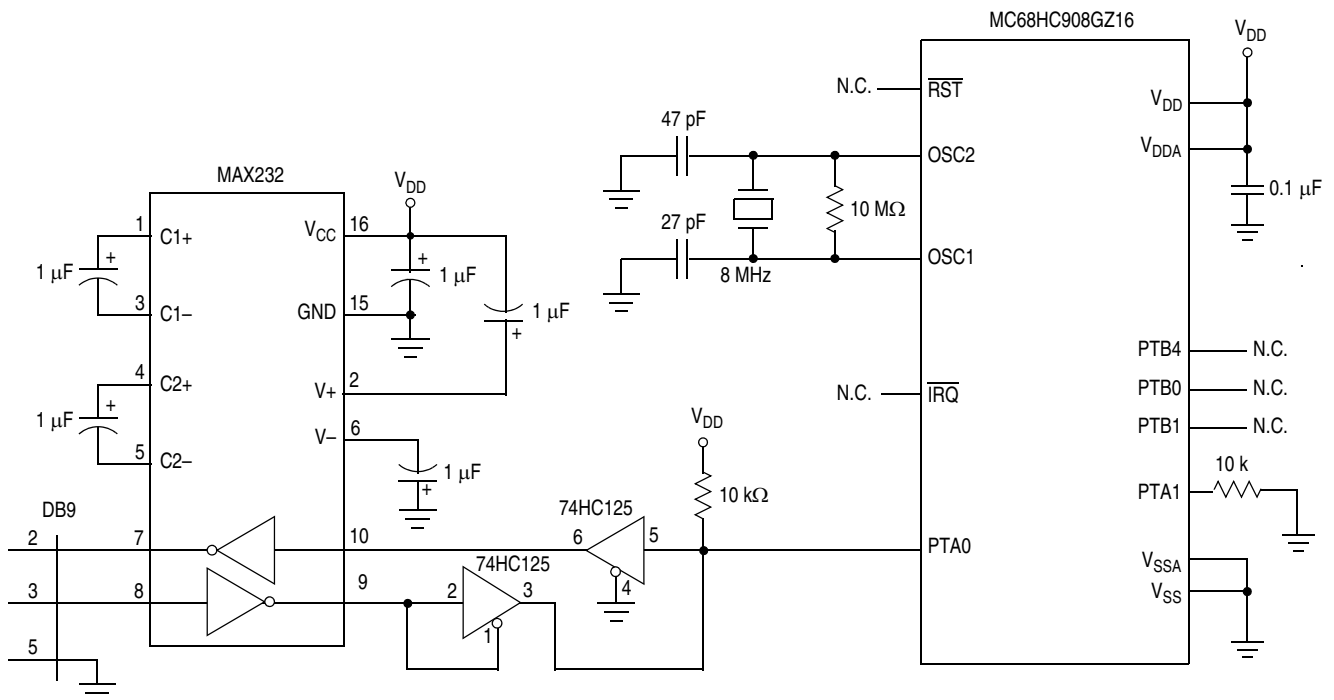 MC68HC908GZ16
VDD
N.C.
RST
VDD
47 pF
OSC2
VDDA
MAX232
VDD
10 MΩ
0.1 µF
27 pF
1
C1+
VCC
16
OSC1
8 MHz
+
1 µF
+
1 µF
3
C1–
GND
15
1 µF
+
PTB4
N.C.
4
C2+
V+
2
N.C.
IRQ
PTB0
N.C.
+
1 µF
VDD
V–
6
PTB1
N.C.
5
C2–
1 µF
+
10 k
10 kΩ
PTA1
DB9
74HC125
2
7
10
6
5
PTA0
74HC125
4
VSSA
3
8
9
2
3
VSS
1
5